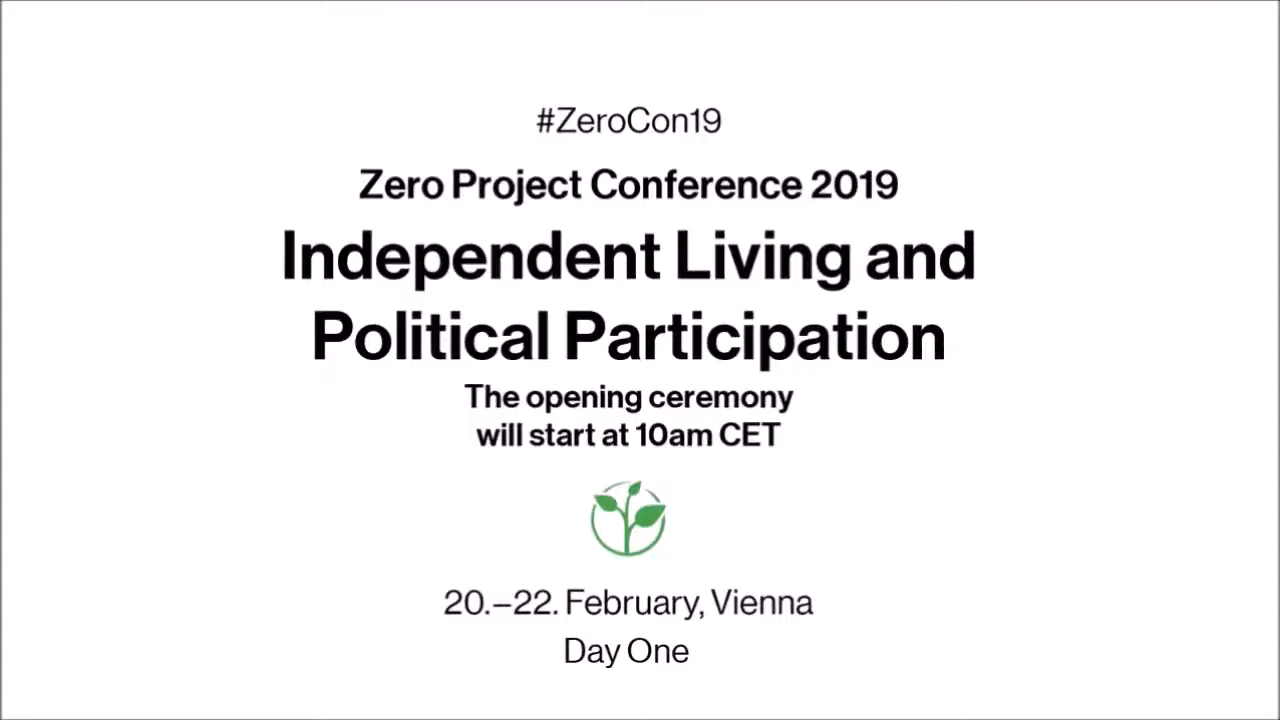 #ZeroCon19
Zero Project Conference 2019
Independent Living and
Political Participation
The opening ceremony
will start at 10am CET
20.–22. February, Vienna
Day One